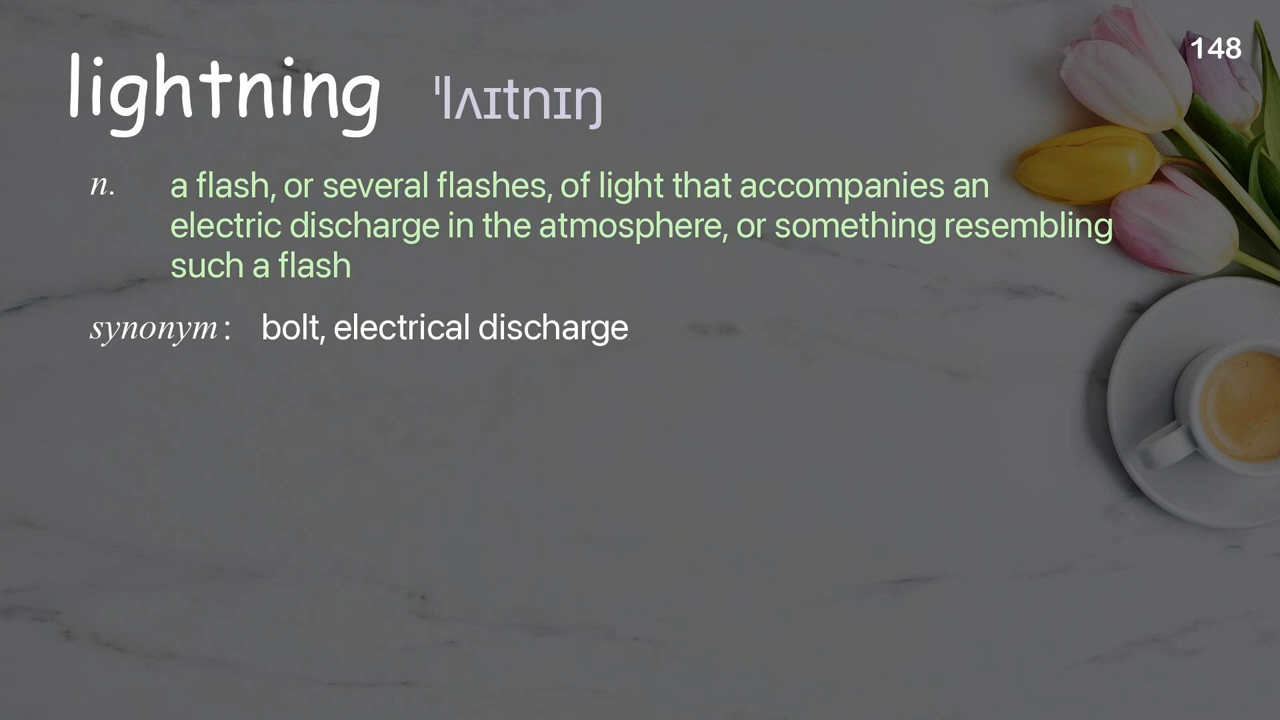 148
lightning ˈlʌɪtnɪŋ
n. a flash, or several flashes, of light that accompanies an
electric discharge in the atmosphere, or something resembling
such a flash
synonym: bolt, electrical discharge